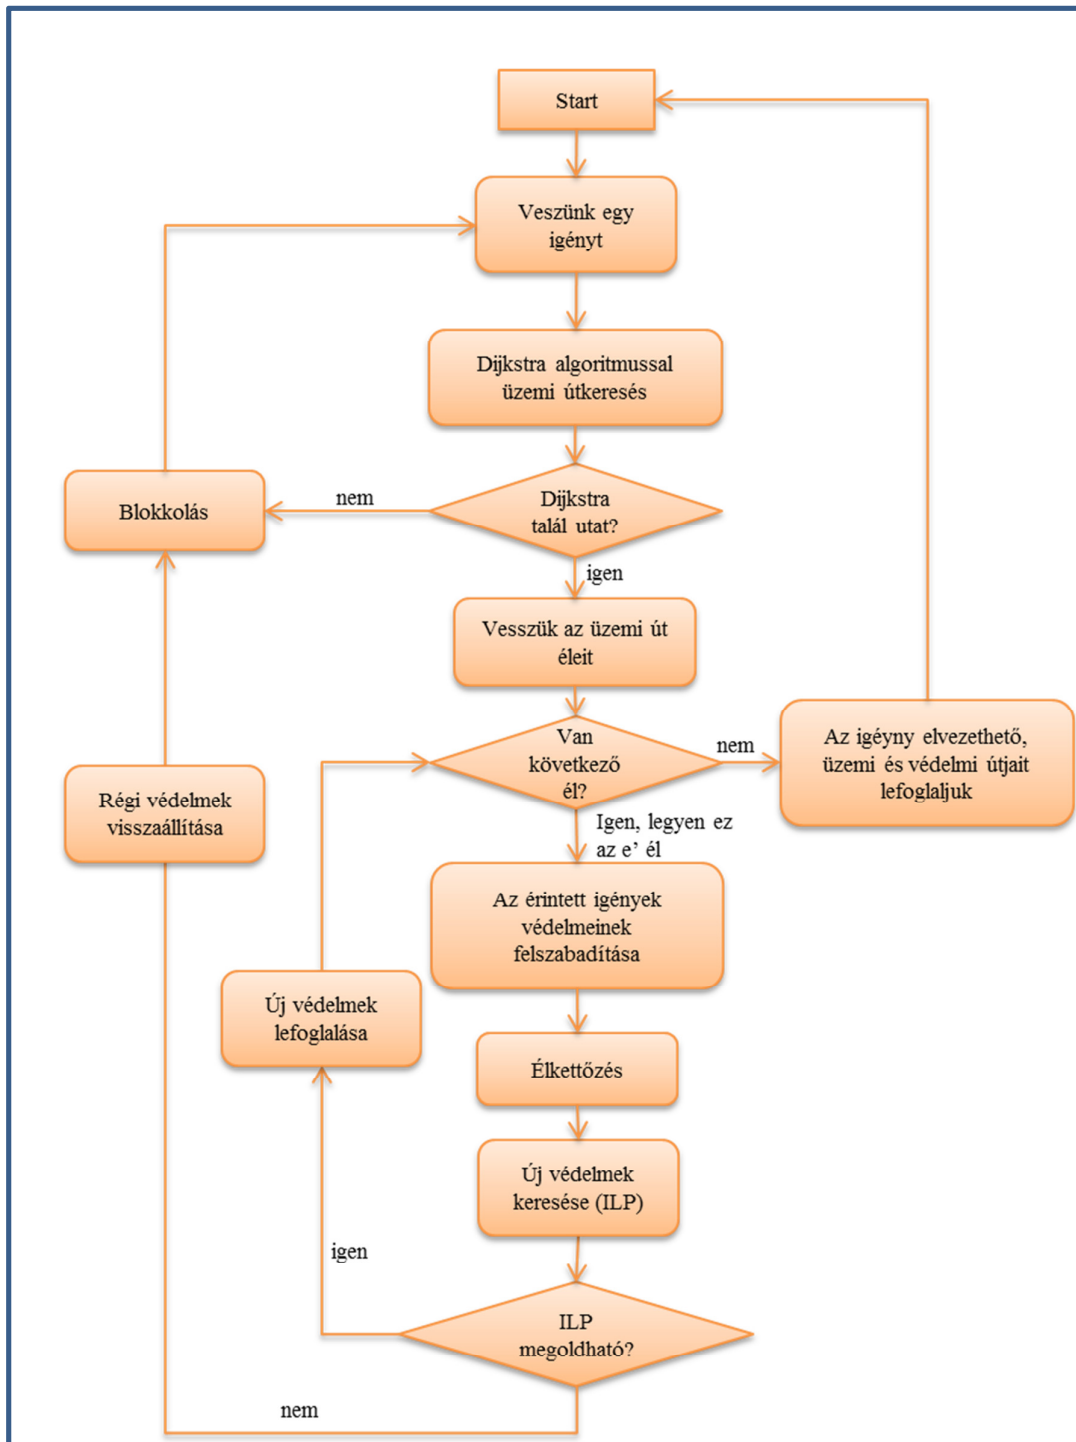 Start
Veszünk egy
igényt
Dijkstra algoritmussal
üzemi útkeresés
Dijkstra
talál utat?
nem
Blokkolás
igen
Vesszük az üzemi út
éleit
Van
következő
él?
nem
Az igéyny elvezethető,
üzemi és védelmi útjait
lefoglaljuk
Régi védelmek
visszaállítása
Igen, legyen ez
az e’ él
Az érintett igények
védelmeinek
felszabadítása
Új védelmek
lefoglalása
Élkettőzés
Új védelmek
keresése (ILP)
igen
ILP
megoldható?
nem